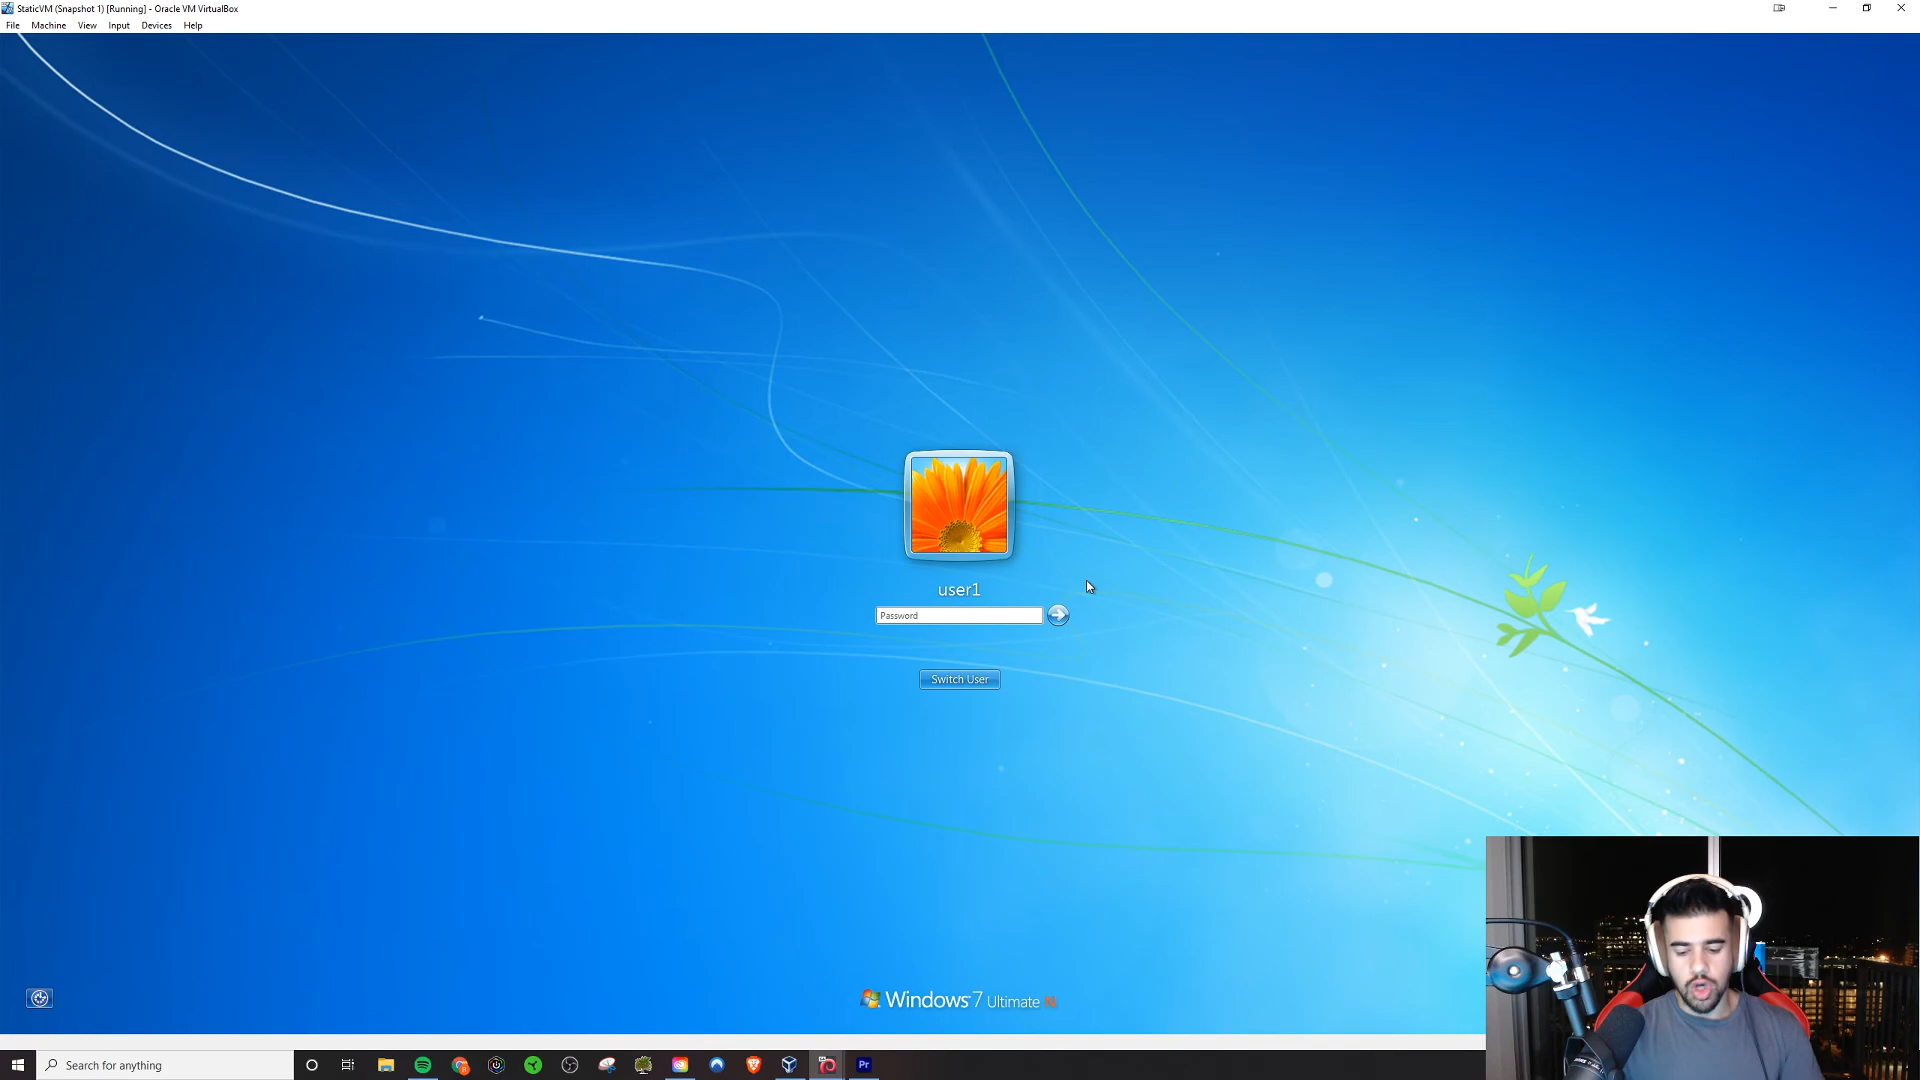 StaticVM (Snapshot 1) [Running] - Oracle VM VirtualBox
File Machine View Input Devices Help
user1
Password
Switch User
Windows 7 Ultimate N
Search for anything
Pr